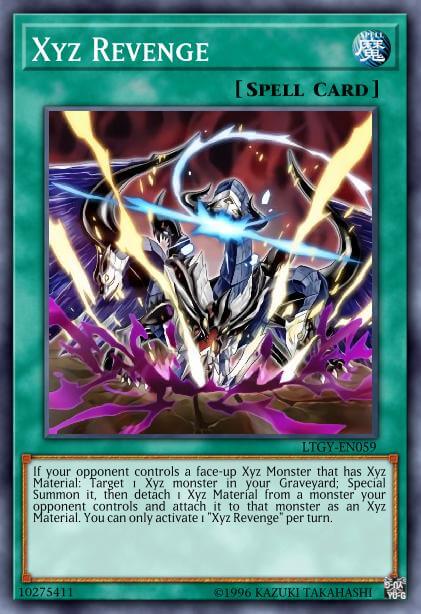 Xyz Revenge
SPELL
魔
[ Spell Card ]
LTGY-EN059
If your opponent controls a face-up Xyz Monster that has Xyz
Material: Target 1 Xyz monster in your Graveyard; Special
Summon it, then detach 1 Xyz Material from a monster your
opponent controls and attach it to that monster as an Xyz
Material. You can only activate 1 "Xyz Revenge" per turn.
10275411
©1996 KAZUKI TAKAHASHI